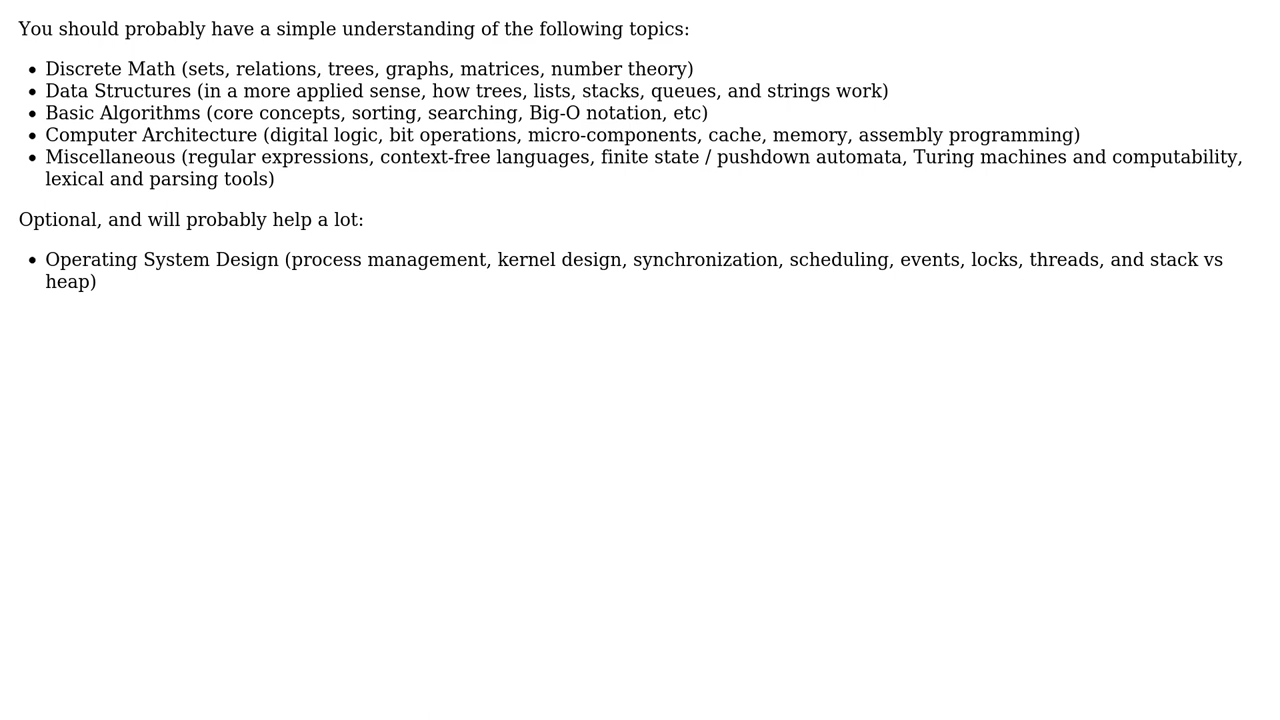 You should probably have a simple understanding of the following topics:
• Discrete Math (sets, relations, trees, graphs, matrices, number theory)
• Data Structures (in a more applied sense, how trees, lists, stacks, queues, and strings work)
• Basic Algorithms (core concepts, sorting, searching, Big-O notation, etc)
• Computer Architecture (digital logic, bit operations, micro-components, cache, memory, assembly programming)
• Miscellaneous (regular expressions, context-free languages, finite state / pushdown automata, Turing machines and computability,
lexical and parsing tools)
Optional, and will probably help a lot:
• Operating System Design (process management, kernel design, synchronization, scheduling, events, locks, threads, and stack vs
heap)